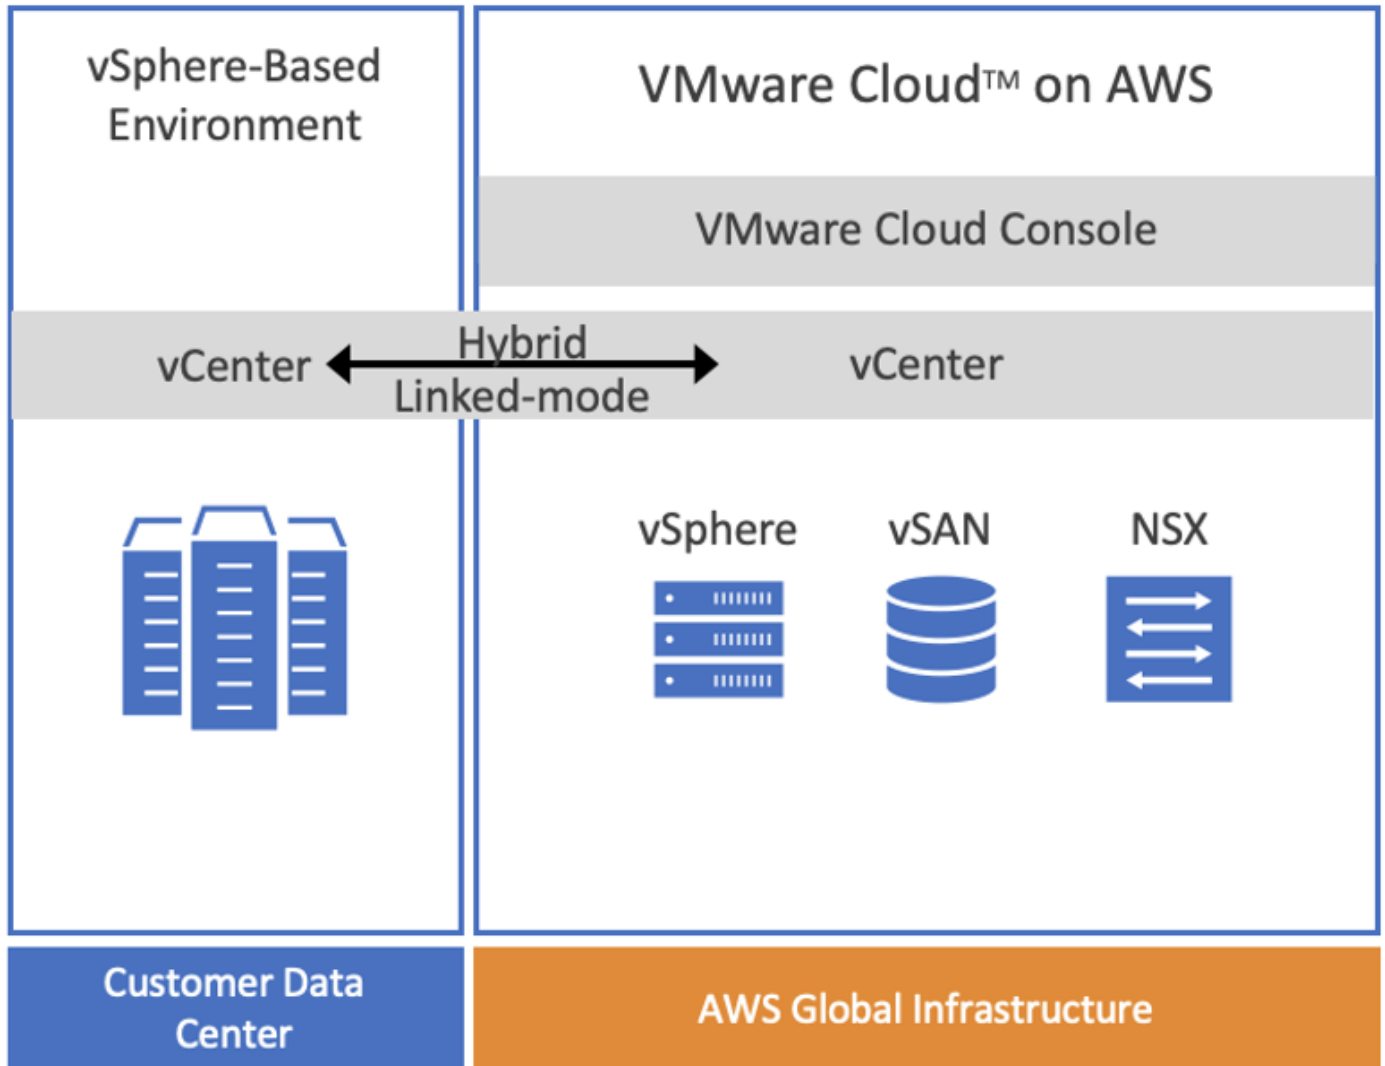 vSphere-Based
Environment
VMware Cloud™ on AWS
VMware Cloud Console
vCenter
Hybrid
Linked-mode
vCenter
vSphere
vSAN
NSX
Customer Data
Center
AWS Global Infrastructure